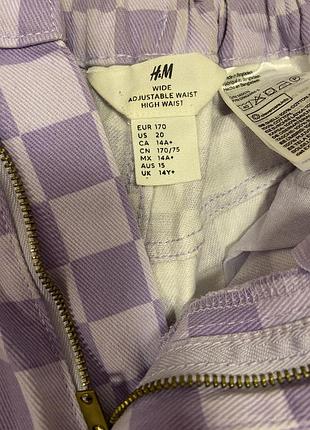 H&M
WIDE
ADJUSTABLE WAIST
HIGH WAIST
EUR 170
US 20
CA 14A+
CN 170/75
MX 14A+
AUS 15
UK 14Y+